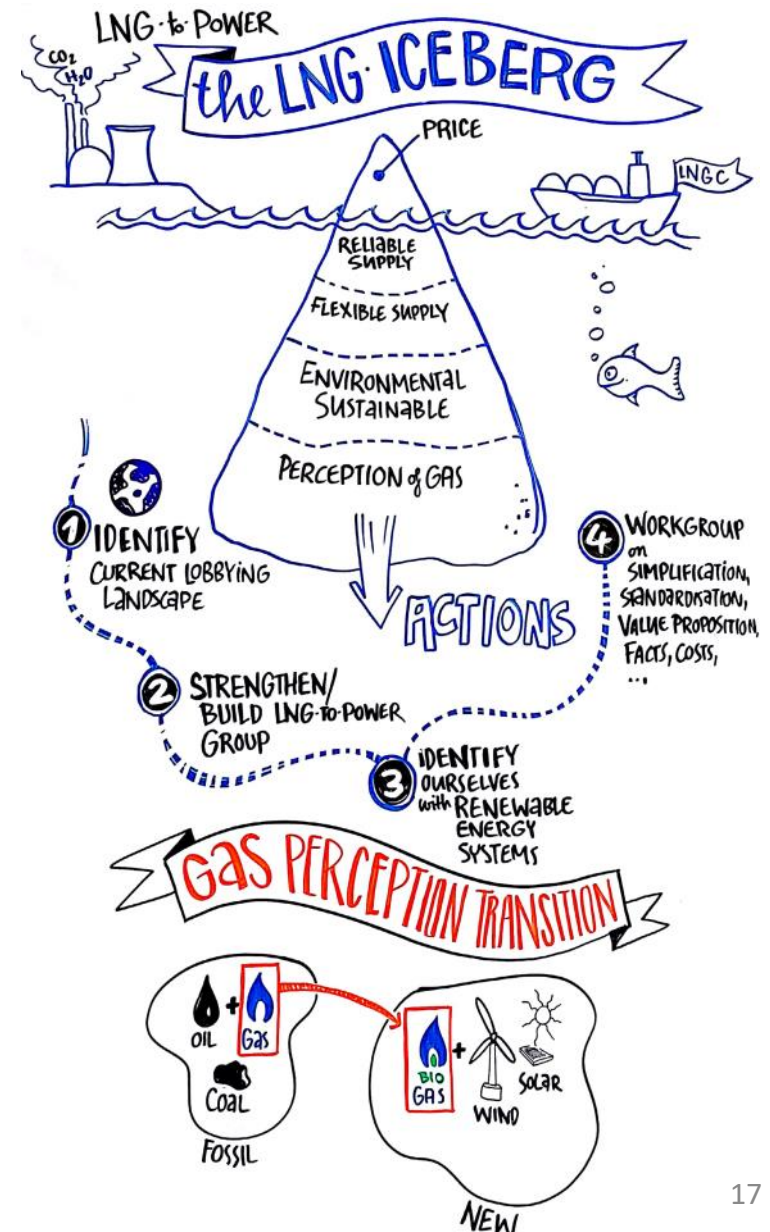 LNG-to-POWER
CO2
H2O
the LNG ICEBERG
PRICE
LNGC
RELIABLE
SUPPLY
FLEXIBLE SUPPLY
ENVIRONMENTAL
SUSTAINABLE
PERCEPTION of GAS
1 IDENTIFY
CURRENT LOBBYING
LANDSCAPE
ACTIONS
2 STRENGTHEN/
BUILD LNG-TO-POWER
GROUP
3 IDENTIFY
OURSELVES
with RENEWABLE
ENERGY
SYSTEMS
4 WORKGROUP
on
SIMPLIFICATION,
STANDARDISATION,
VALUE PROPOSITION,
FACTS, COSTS,
...
GAS PERCEPTION TRANSITION
OIL + Gas
COAL
FOSSIL
BIO
GAS
+
WIND
SOLAR
NEW
17